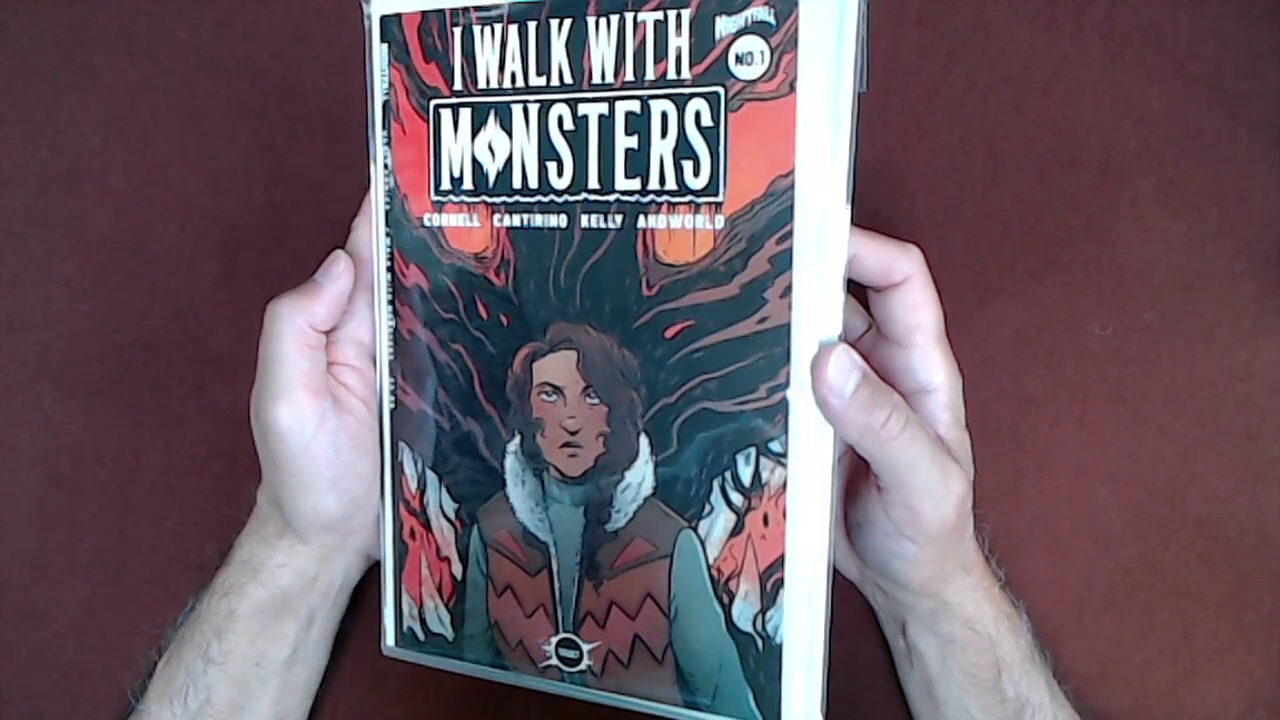 I WALK WITH
NIGHTFALL
NO.1
MONSTERS
CORNELL CANTIRINO KELLY ANDWORLD